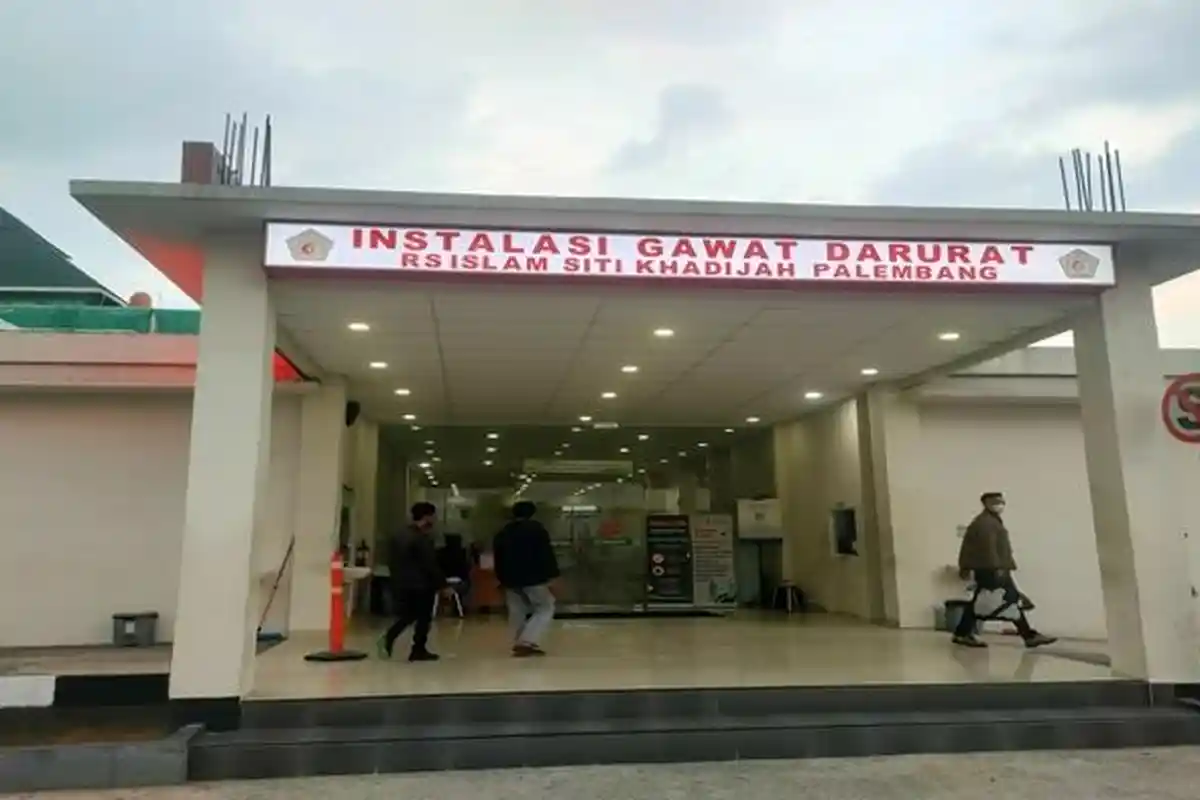 INSTALASI GAWAT DARURAT
RS ISLAM SITI KHADIJAH PALEMBANG
S